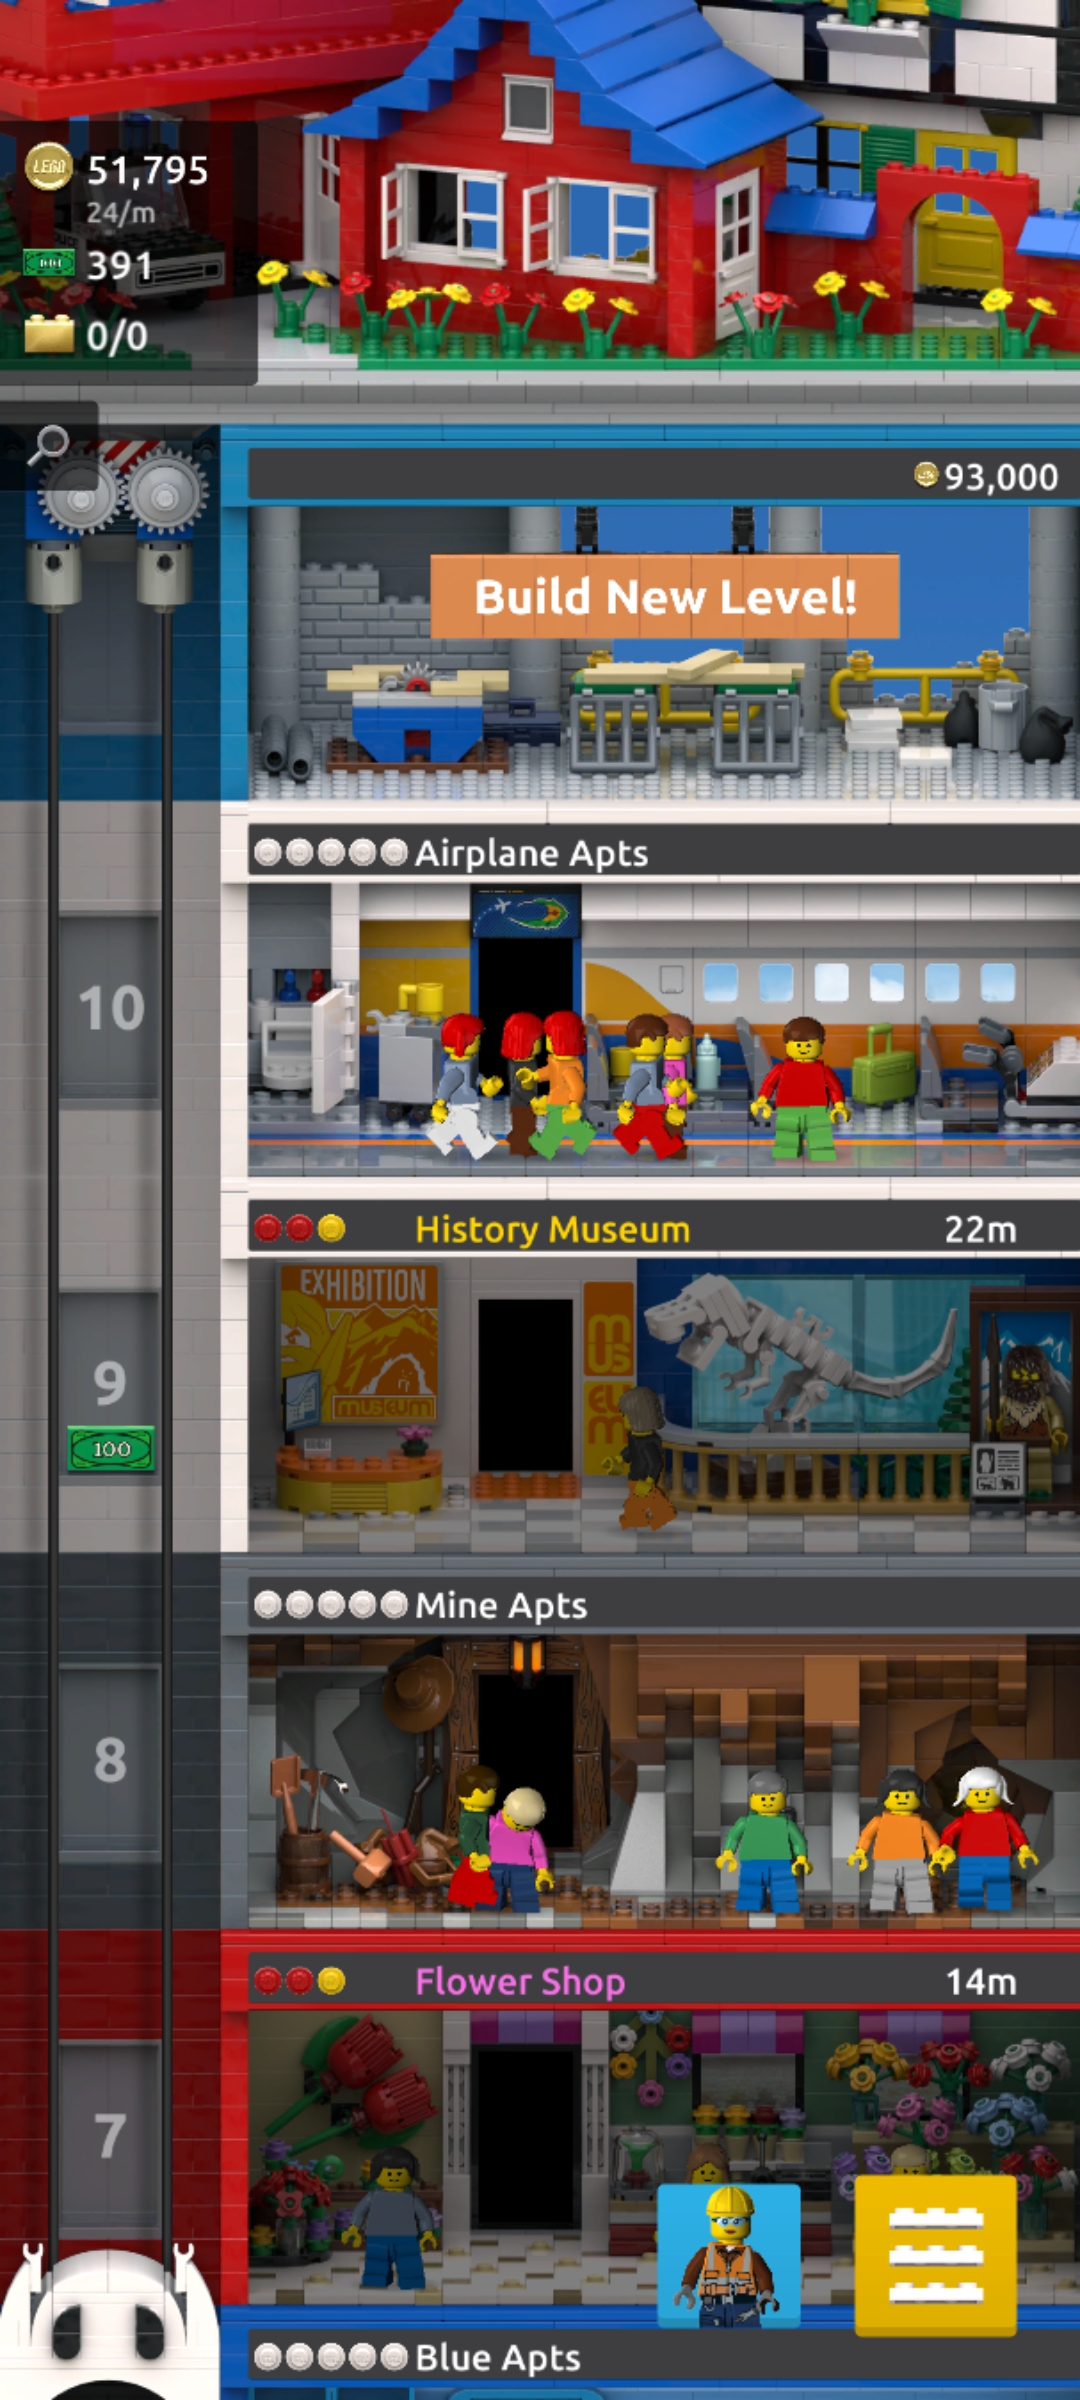 LEGO
51,795
24/m
100
391
0/0
93,000
Build New Level!
Airplane Apts
10
History Museum
22m
EXHIBITION
MUSEUM
MUSEUM
9
100
Mine Apts
8
Flower Shop
14m
7
Blue Apts